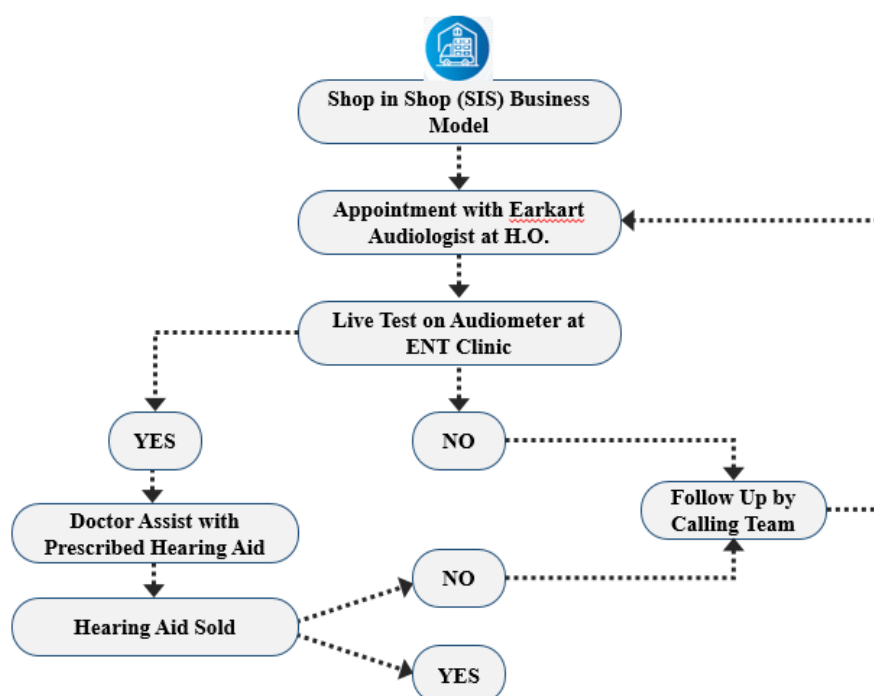 Shop in Shop (SIS) Business
Model
Appointment with Earkart
Audiologist at H.O.
Live Test on Audiometer at
ENT Clinic
YES
NO
Follow Up by
Calling Team
Doctor Assist with
Prescribed Hearing Aid
NO
Hearing Aid Sold
YES